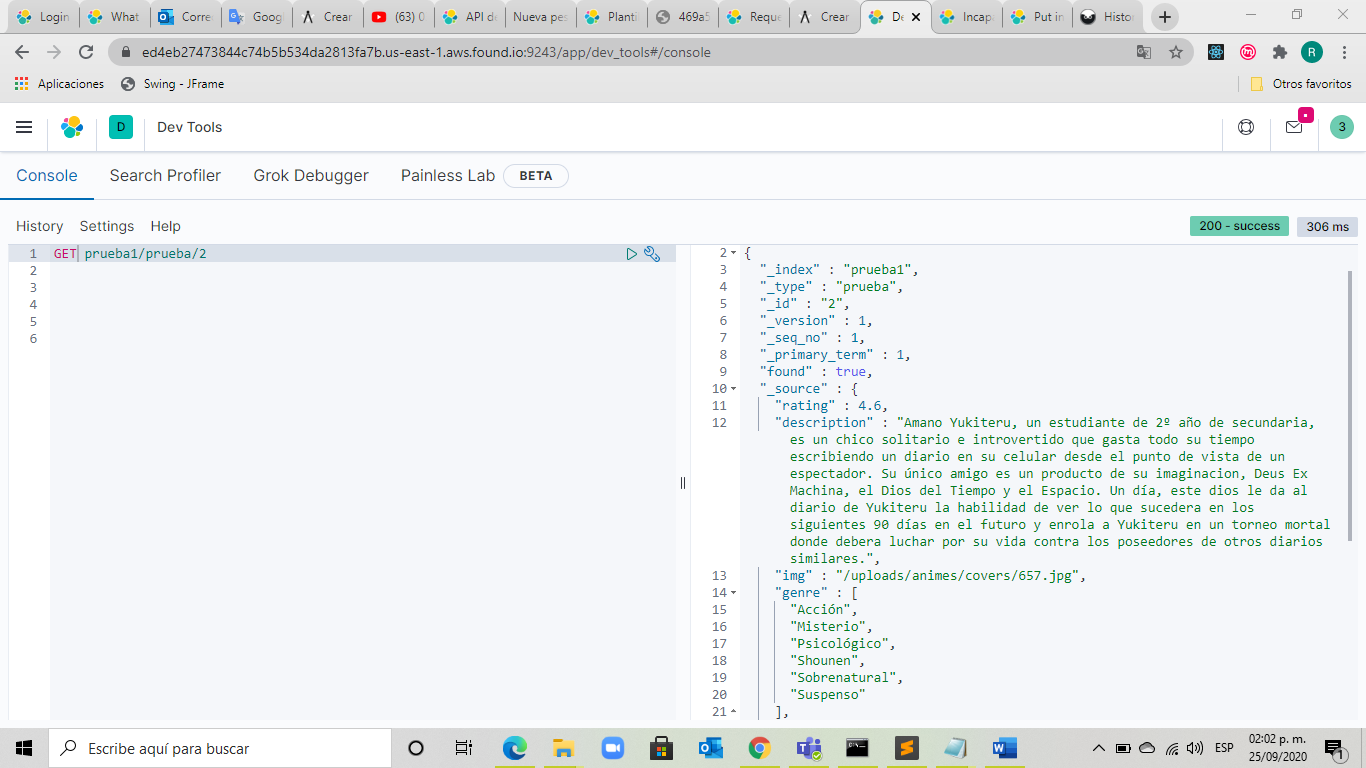 Login
What
Corre
Goog
Crear
(63) 
API de
Nueva pes
Planti
469a5
Reque
Crear
De
Incap
Put in
Histo
ed4eb27473844c74b5b534da2813fa7b.us-east-1.aws.found.io:9243/app/dev_tools#/console
R
Aplicaciones
Swing - JFrame
Otros favoritos
D
Dev Tools
3
Console
Search Profiler
Grok Debugger
Painless Lab
BETA
History
Settings
Help
200 - success
306 ms
1 GET prueba1/prueba/2
2
3
4
5
6
2 {
3 "_index" : "prueba1",
4 "_type" : "prueba",
5 "_id" : "2",
6 "_version" : 1,
7 "_seq_no" : 1,
8 "_primary_term" : 1,
9 "found" : true,
10 "_source" : {
11 "rating" : 4.6,
12 "description" : "Amano Yukiteru, un estudiante de 2º año de secundaria,
es un chico solitario e introvertido que gasta todo su tiempo
escribiendo un diario en su celular desde el punto de vista de un
espectador. Su único amigo es un producto de su imaginacion, Deus Ex
Machina, el Dios del Tiempo y el Espacio. Un día, este dios le da al
diario de Yukiteru la habilidad de ver lo que sucedera en los
siguientes 90 días en el futuro y enrola a Yukiteru en un torneo mortal
donde debera luchar por su vida contra los poseedores de otros diarios
similares.",
13 "img" : "/uploads/animes/covers/657.jpg",
14 "genre" : [
15 "Acción",
16 "Misterio",
17 "Psicológico",
18 "Shounen",
19 "Sobrenatural",
20 "Suspenso"
21 ],
Escribe aquí para buscar
ESP
02:02 p. m.
25/09/2020
1